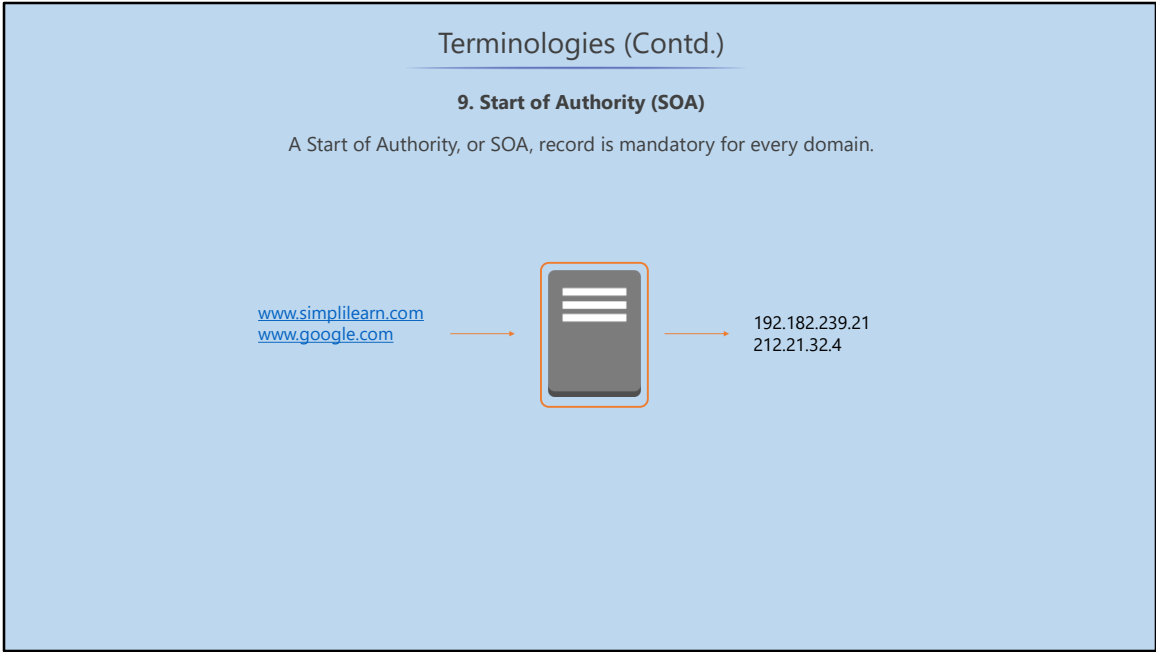 Terminologies (Contd.)
9. Start of Authority (SOA)
A Start of Authority, or SOA, record is mandatory for every domain.
www.simplilearn.com
www.google.com
192.182.239.21
212.21.32.4